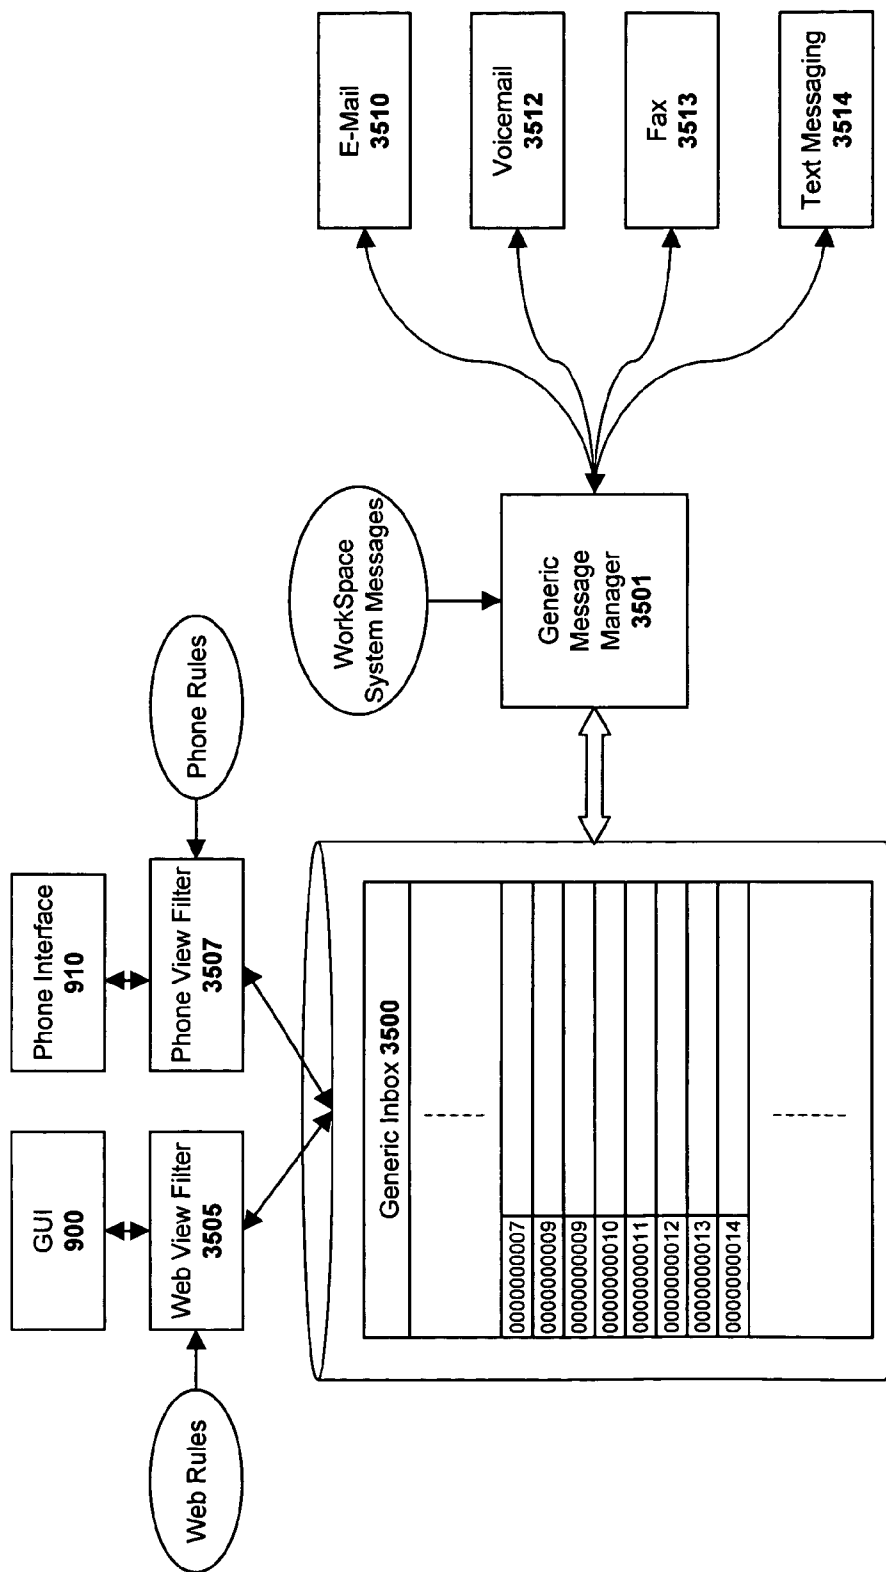 GUI
900
Phone Interface
910
Web Rules
Web View Filter
3505
Phone View Filter
3507
Phone Rules
Generic Inbox 3500
0000000007
0000000009
0000000009
0000000010
0000000011
0000000012
0000000013
0000000014
WorkSpace
System Messages
Generic
Message
Manager
3501
E-Mail
3510
Voicemail
3512
Fax
3513
Text Messaging
3514